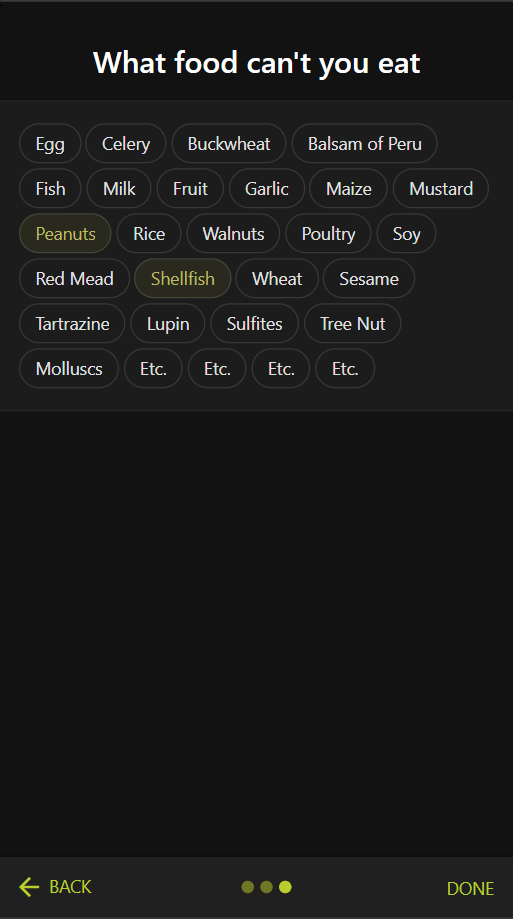 What food can't you eat
Egg Celery Buckwheat Balsam of Peru
Fish Milk Fruit Garlic Maize Mustard
Peanuts Rice Walnuts Poultry Soy
Red Mead Shellfish Wheat Sesame
Tartrazine Lupin Sulfites Tree Nut
Molluscs Etc. Etc. Etc. Etc.
BACK DONE